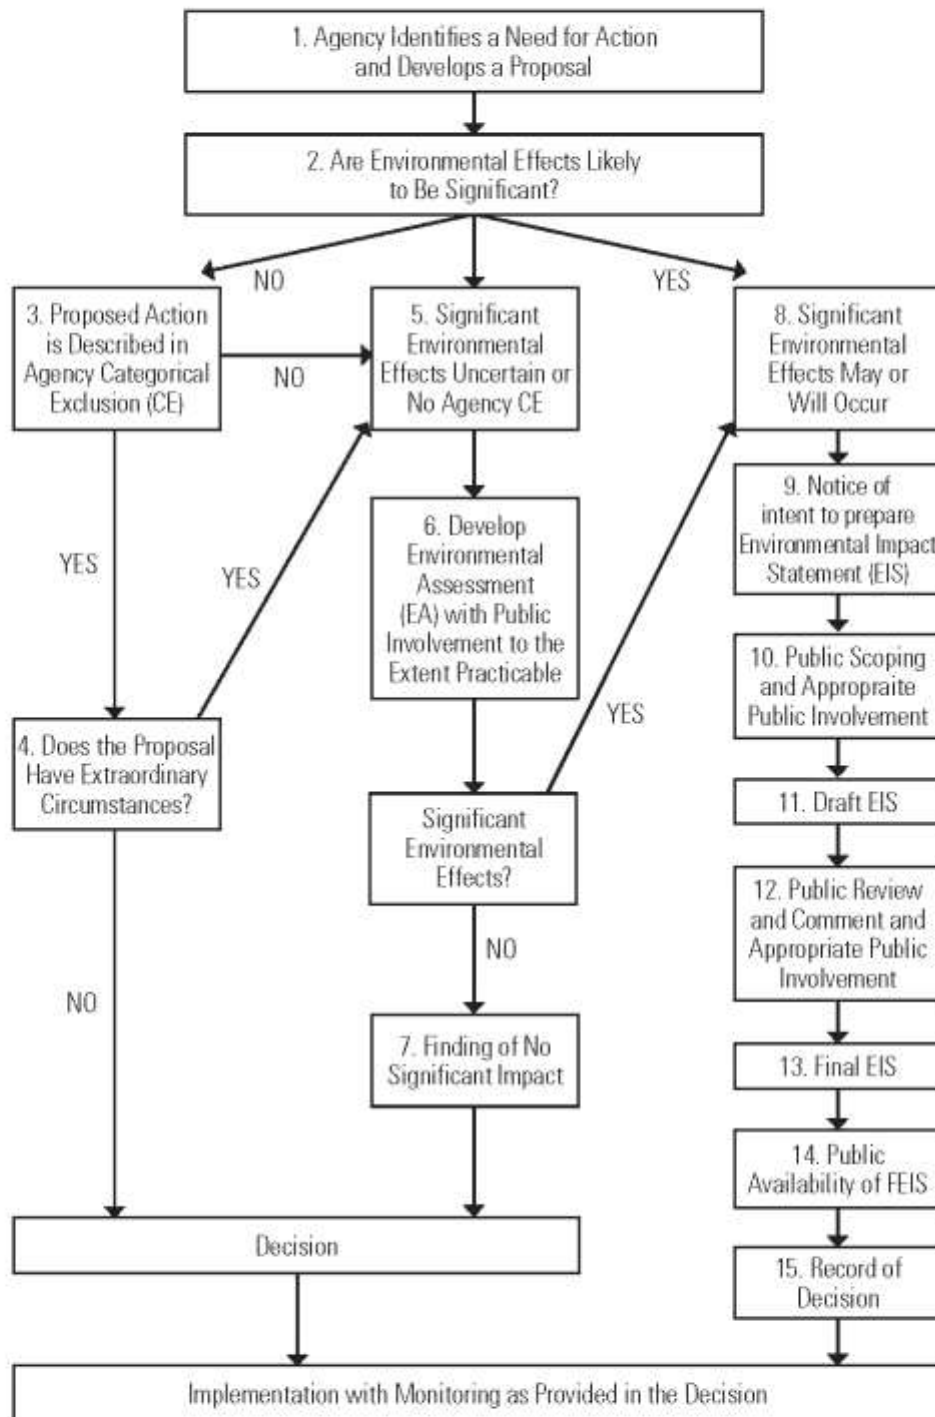 1. Agency Identifies a Need for Action
and Develops a Proposal
2. Are Environmental Effects Likely
to Be Significant?
NO
YES
3. Proposed Action
is Described in
Agency Categorical
Exclusion (CE)
NO
5. Significant
Environmental
Effects Uncertain or
No Agency CE
8. Significant
Environmental
Effects May or
Will Occur
YES
YES
6. Develop
Environmental
Assessment
(EA) with Public
Involvement to the
Extent Practicable
YES
9. Notice of
intent to prepare
Environmental Impact
Statement (EIS)
10. Public Scoping
and Appropraite
Public Involvement
4. Does the Proposal
Have Extraordinary
Circumstances?
Significant
Environmental
Effects?
11. Draft EIS
12. Public Review
and Comment and
Appropriate Public
Involvement
NO
NO
7. Finding of No
Significant Impact
13. Final EIS
14. Public
Availability of FEIS
Decision
15. Record of
Decision
Implementation with Monitoring as Provided in the Decision